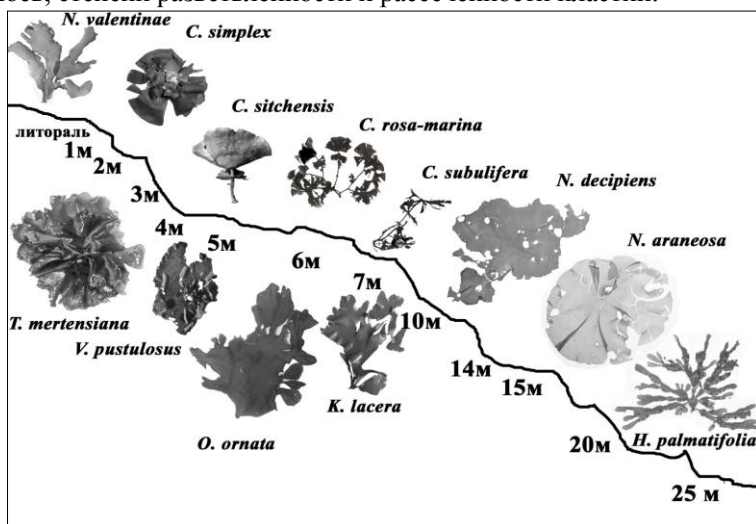 N. valentinae
C. simplex
C. sitchensis
C. rosa-marina
C. subulifera
N. decipiens
N. araneosa
литораль
1м
2м
3м
4м
5м
6м
7м
10м
14м
15м
20м
25 м
T. mertensiana
V. pustulosus
O. ornata
K. lacera
H. palmatifolia